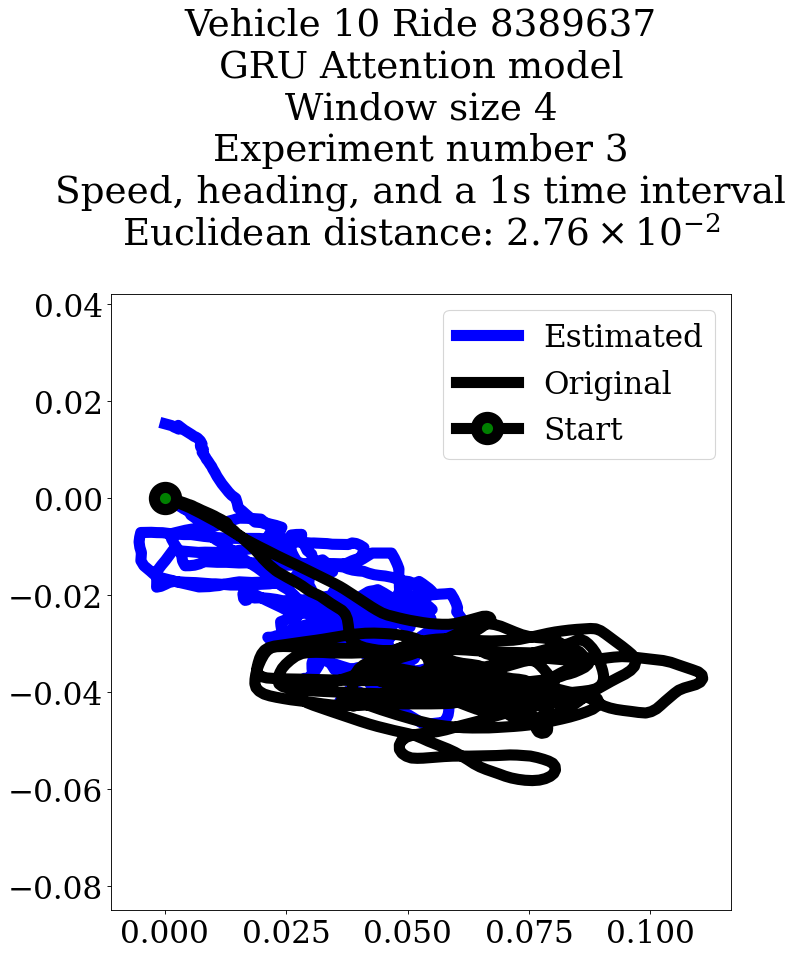 Vehicle 10 Ride 8389637
GRU Attention model
Window size 4
Experiment number 3
Speed, heading, and a 1s time interval
Euclidean distance: 2.76 × 10⁻²
Estimated
Original
Start
0.04
0.02
0.00
−0.02
−0.04
−0.06
−0.08
0.000 0.025 0.050 0.075 0.100